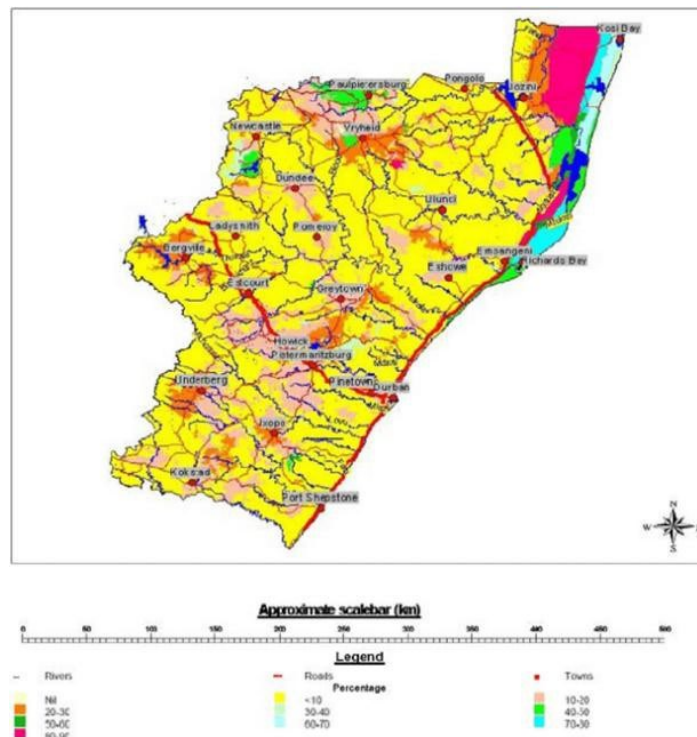 Kosi Bay
Paulpietersburg
Pongolo
Jozini
Newcastle
Vryheid
Dundee
Ulundi
Ladysmith
Pomeroy
Bergville
Empangeni
Eshowe
Richards Bay
Estcourt
Greytown
Howick
Pietermaritzburg
Underberg
Pinetown
Durban
Ixopo
Kokstad
Port Shepstone
N
W
S
Approximate scalebar (km)
0 50 100 150 200 250 300 350 400 450 500
Legend
Rivers Roads Towns
Percentage
Nil <10 10-20
20-30 30-40 40-50
50-60 60-70 70-80